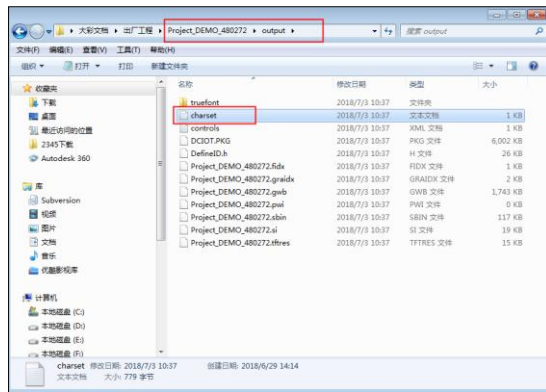 大彩文档 ▸ 出厂工程 ▸ Project_DEMO_480272 ▸ output ▸
搜索 output
文件(F) 编辑(E) 查看(V) 工具(T) 帮助(H)
组织 打开 打印 新建文件夹
名称 修改日期 类型 大小
truefont 2018/7/3 10:37 文件夹
charset 2018/7/3 10:37 文本文档 1 KB
controls 2018/7/3 10:37 XML 文档 1 KB
DCIOT.PKG 2018/7/3 10:37 PKG 文件 6,002 KB
DefineID.h 2018/7/3 10:37 H 文件 26 KB
Project_DEMO_480272.fidx 2018/7/3 10:37 FIDX 文件 1 KB
Project_DEMO_480272.graidx 2018/7/3 10:37 GRAIDX 文件 2 KB
Project_DEMO_480272.gwb 2018/7/3 10:37 GWB 文件 1,743 KB
Project_DEMO_480272.pwi 2018/7/3 10:37 PWI 文件 0 KB
Project_DEMO_480272.sbin 2018/7/3 10:37 SBIN 文件 117 KB
Project_DEMO_480272.si 2018/7/3 10:37 SI 文件 19 KB
Project_DEMO_480272.tftres 2018/7/3 10:37 TFTRES 文件 15 KB
收藏夹
下载
桌面
最近访问的位置
2345下载
Autodesk 360
库
Subversion
视频
图片
文档
音乐
优酷影视库
计算机
本地磁盘 (C:)
本地磁盘 (D:)
本地磁盘 (E:)
本地磁盘 (F:)
charset 修改日期: 2018/7/3 10:37 创建日期: 2018/6/29 14:14
文本文档 大小: 779 字节